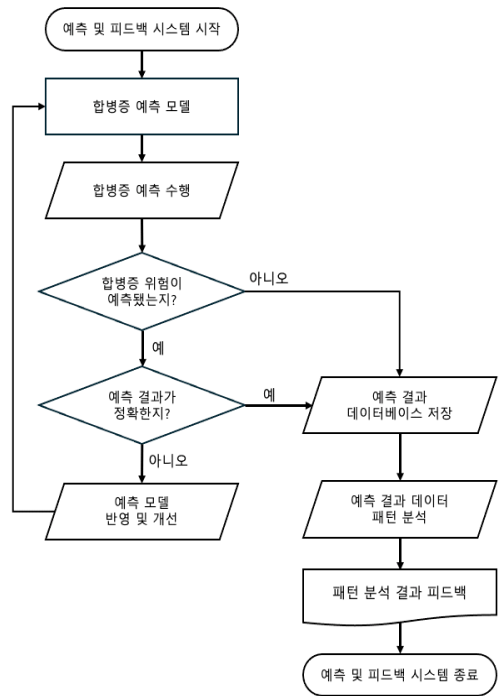 예측 및 피드백 시스템 시작
합병증 예측 모델
합병증 예측 수행
합병증 위험이
예측됐는지?
아니오
예
예측 결과가
정확한지?
예
예측 결과
데이터베이스 저장
아니오
예측 모델
반영 및 개선
예측 결과 데이터
패턴 분석
패턴 분석 결과 피드백
예측 및 피드백 시스템 종료